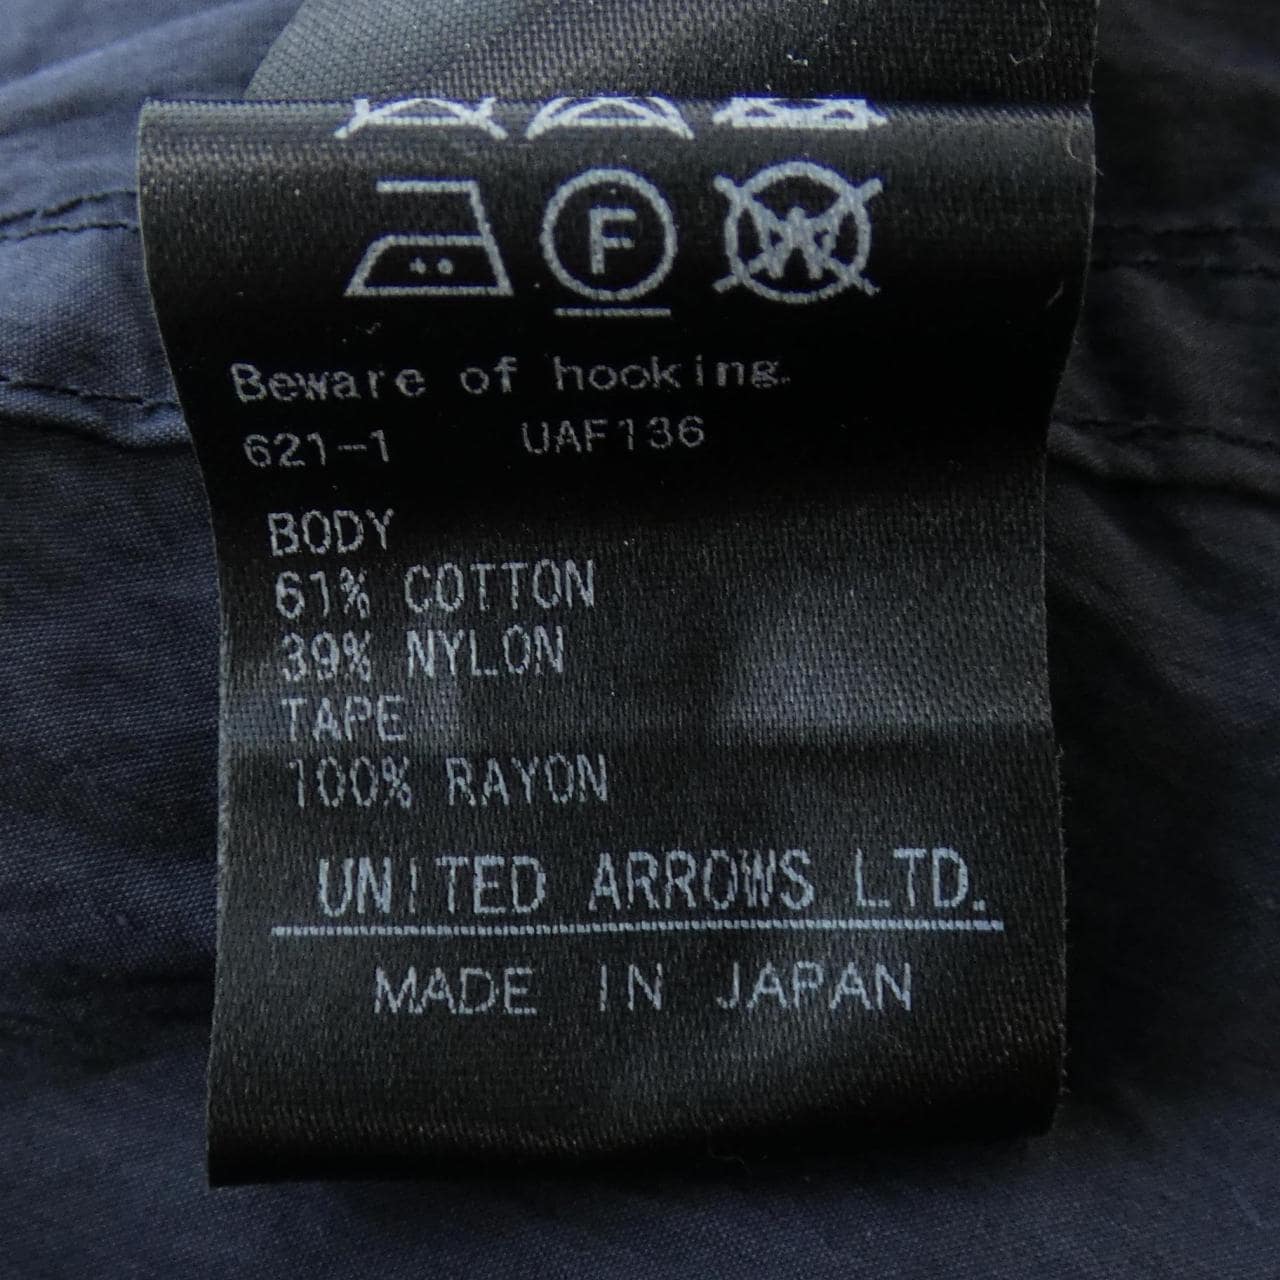 F W
Beware of hooking.
621-1 UAF136
BODY
61% COTTON
39% NYLON
TAPE
100% RAYON
UNITED ARROWS LTD.
MADE IN JAPAN